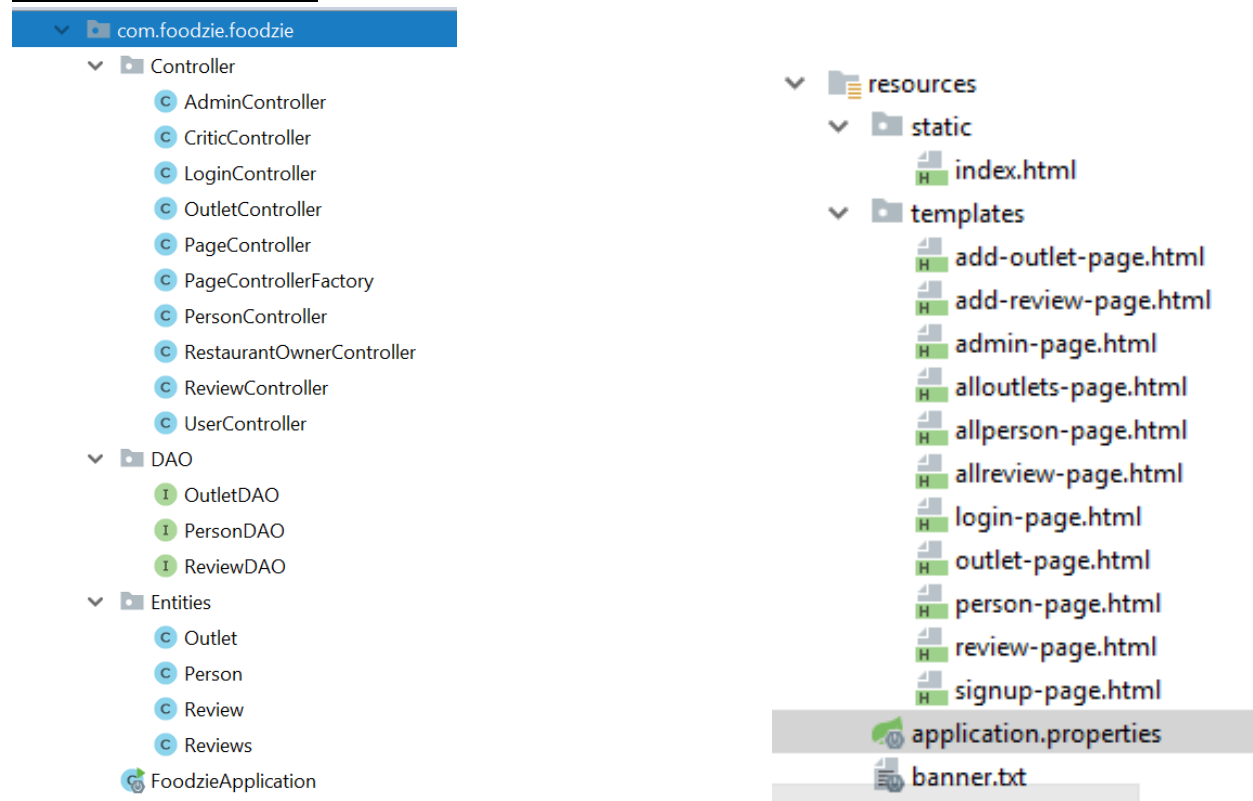 com.foodzie.foodzie
Controller
C AdminController
C CriticController
C LoginController
C OutletController
C PageController
C PageControllerFactory
C PersonController
C RestaurantOwnerController
C ReviewController
C UserController
DAO
I OutletDAO
I PersonDAO
I ReviewDAO
Entities
C Outlet
C Person
C Review
C Reviews
FoodzieApplication
resources
static
H index.html
templates
H add-outlet-page.html
H add-review-page.html
H admin-page.html
H alloutlets-page.html
H allperson-page.html
H allreview-page.html
H login-page.html
H outlet-page.html
H person-page.html
H review-page.html
H signup-page.html
application.properties
banner.txt